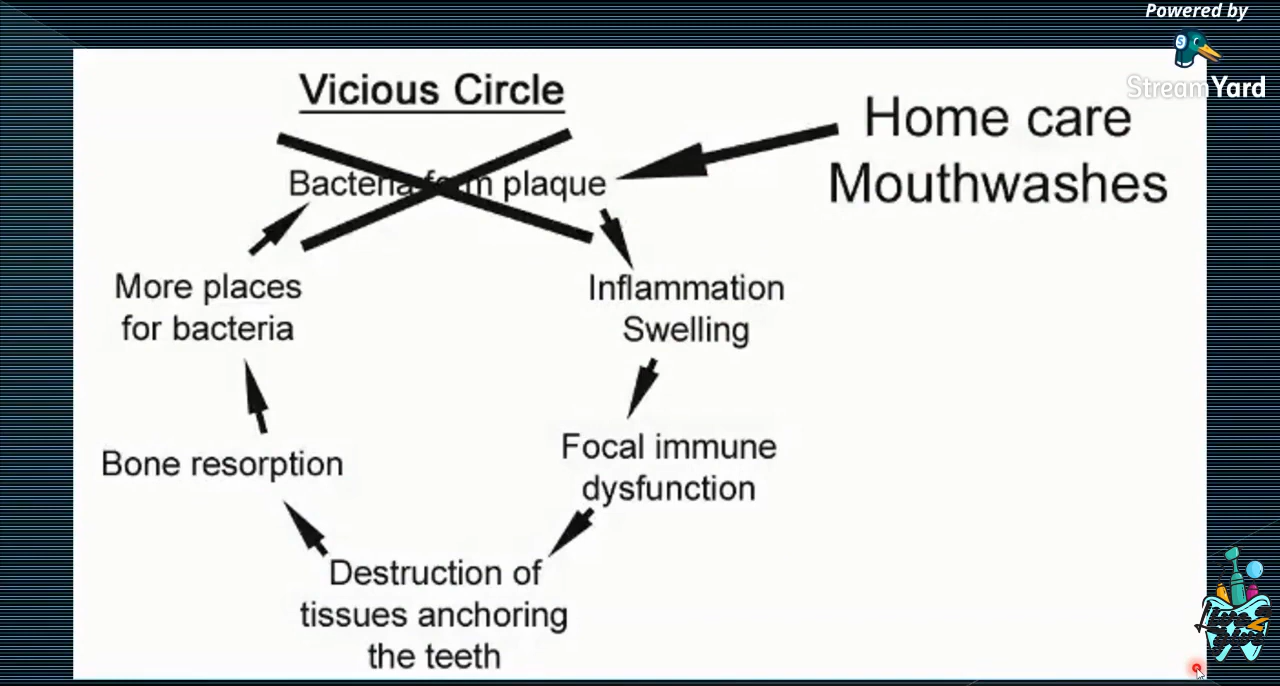 Powered by
StreamYard
Vicious Circle
Home care
Mouthwashes
Bacteria form plaque
Inflammation
Swelling
Focal immune
dysfunction
Destruction of
tissues anchoring
the teeth
Bone resorption
More places
for bacteria